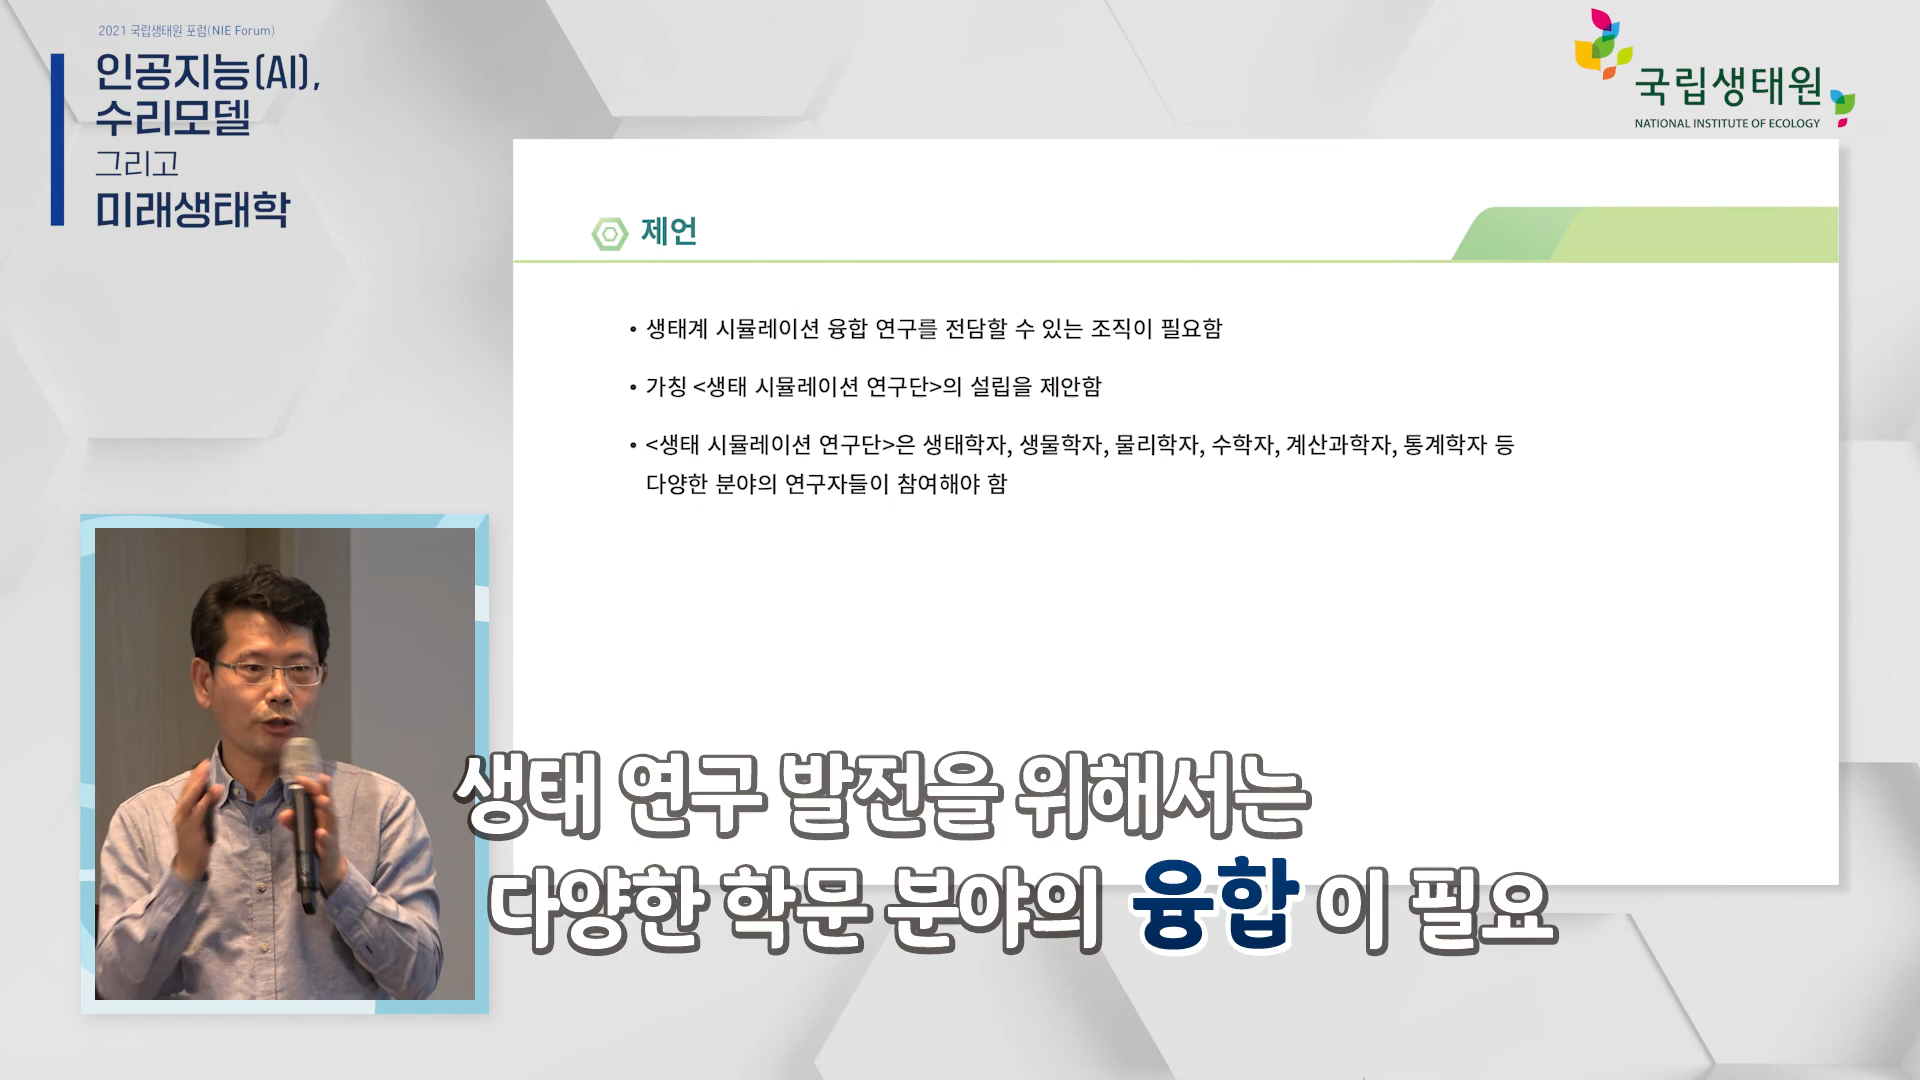 2021 국립생태원 포럼(NIE Forum)
인공지능(AI),
수리모델
그리고
미래생태학
국립생태원
NATIONAL INSTITUTE OF ECOLOGY
제언
• 생태계 시뮬레이션 융합 연구를 전담할 수 있는 조직이 필요함
• 가칭 <생태 시뮬레이션 연구단>의 설립을 제안함
• <생태 시뮬레이션 연구단>은 생태학자, 생물학자, 물리학자, 수학자, 계산과학자, 통계학자 등
다양한 분야의 연구자들이 참여해야 함
생태 연구 발전을 위해서는
다양한 학문 분야의 융합이 필요